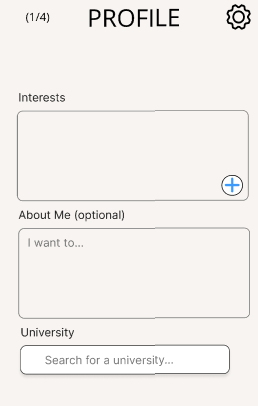 (1/4) PROFILE
Interests
About Me (optional)
I want to...
University
Search for a university...